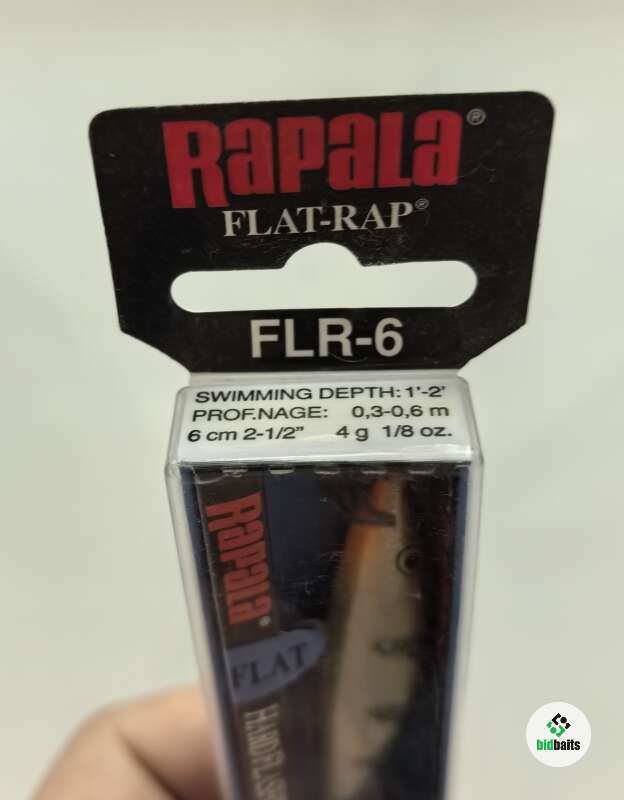 Rapala®
FLAT-RAP®
FLR-6
SWIMMING DEPTH: 1'-2'
PROF.NAGE: 0,3-0,6 m
6 cm 2-1/2" 4 g 1/8 oz.
Rapala®
FLAT
bidbaits